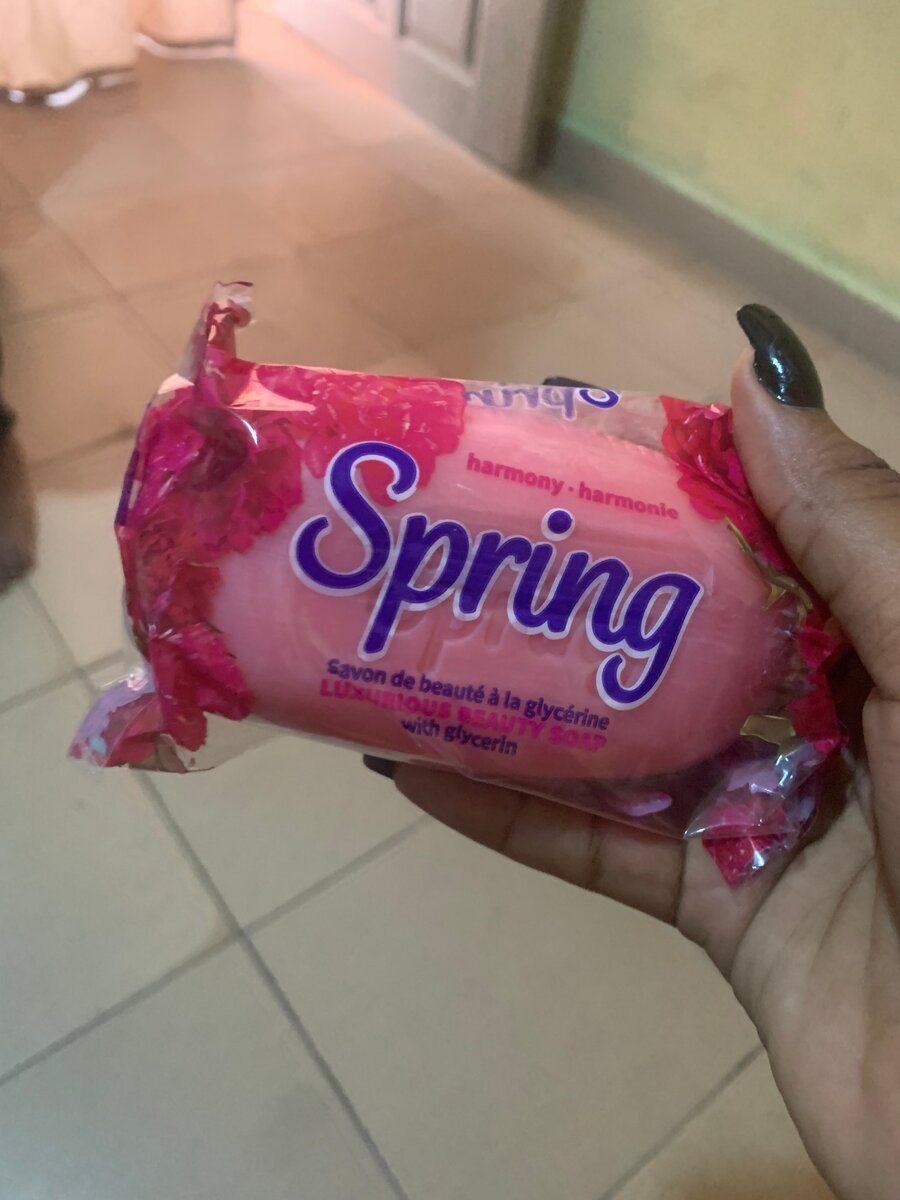 harmony · harmonie
Spring
Savon de beauté à la glycérine
LUXURIOUS BEAUTY SOAP
with glycerin